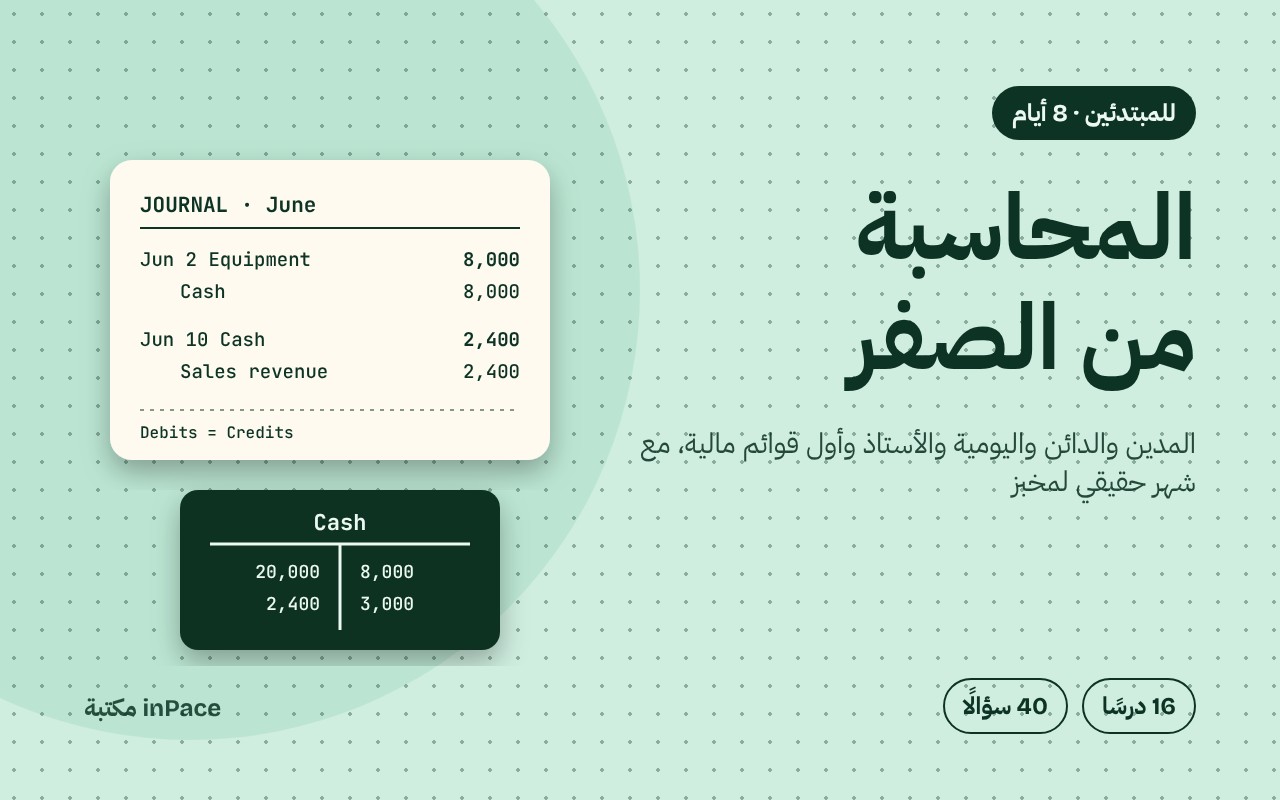 للمبتدئين · 8 أيام
المحاسبة
من الصفر
المدين والدائن واليومية والأستاذ وأول قوائم مالية، مع
شهر حقيقي لمخبز
JOURNAL · June
Jun 2 Equipment 8,000
Cash 8,000
Jun 10 Cash 2,400
Sales revenue 2,400
Debits = Credits
Cash
20,000 8,000
2,400 3,000
16 درسًا
40 سؤالًا
مكتبة inPace